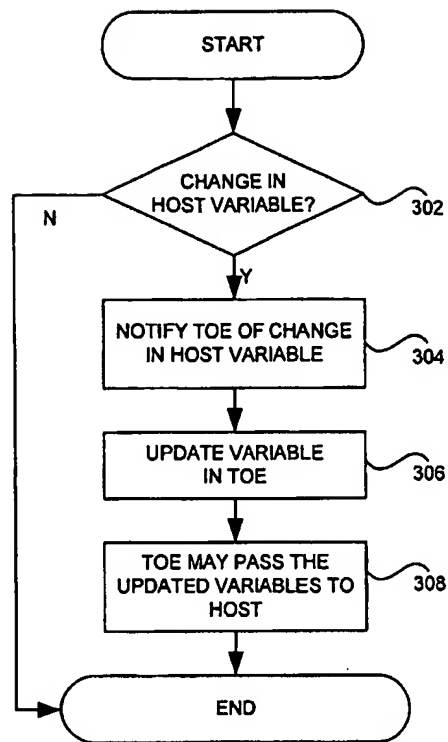 START
CHANGE IN
HOST VARIABLE?
302
N
Y
NOTIFY TOE OF CHANGE
IN HOST VARIABLE
304
UPDATE VARIABLE
IN TOE
306
TOE MAY PASS THE
UPDATED VARIABLES TO
HOST
308
END